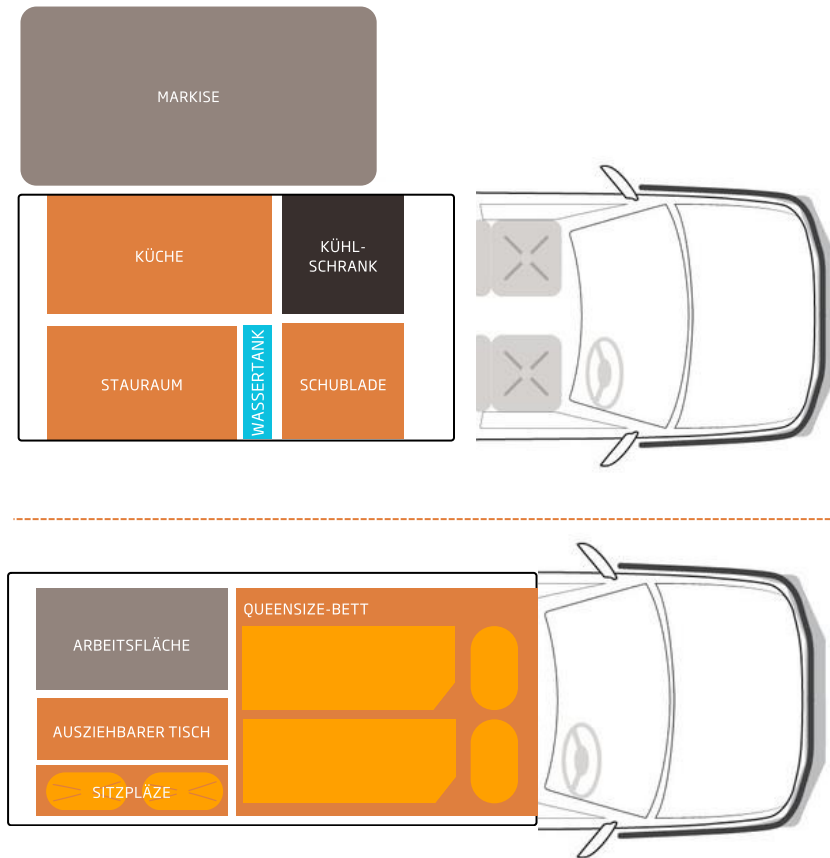 MARKISE
KÜCHE
KÜHL-
SCHRANK
STAURAUM
WASSERTANK
SCHUBLADE
QUEENSIZE-BETT
ARBEITSFLÄCHE
AUSZIEHBARER TISCH
SITZPLÄZE